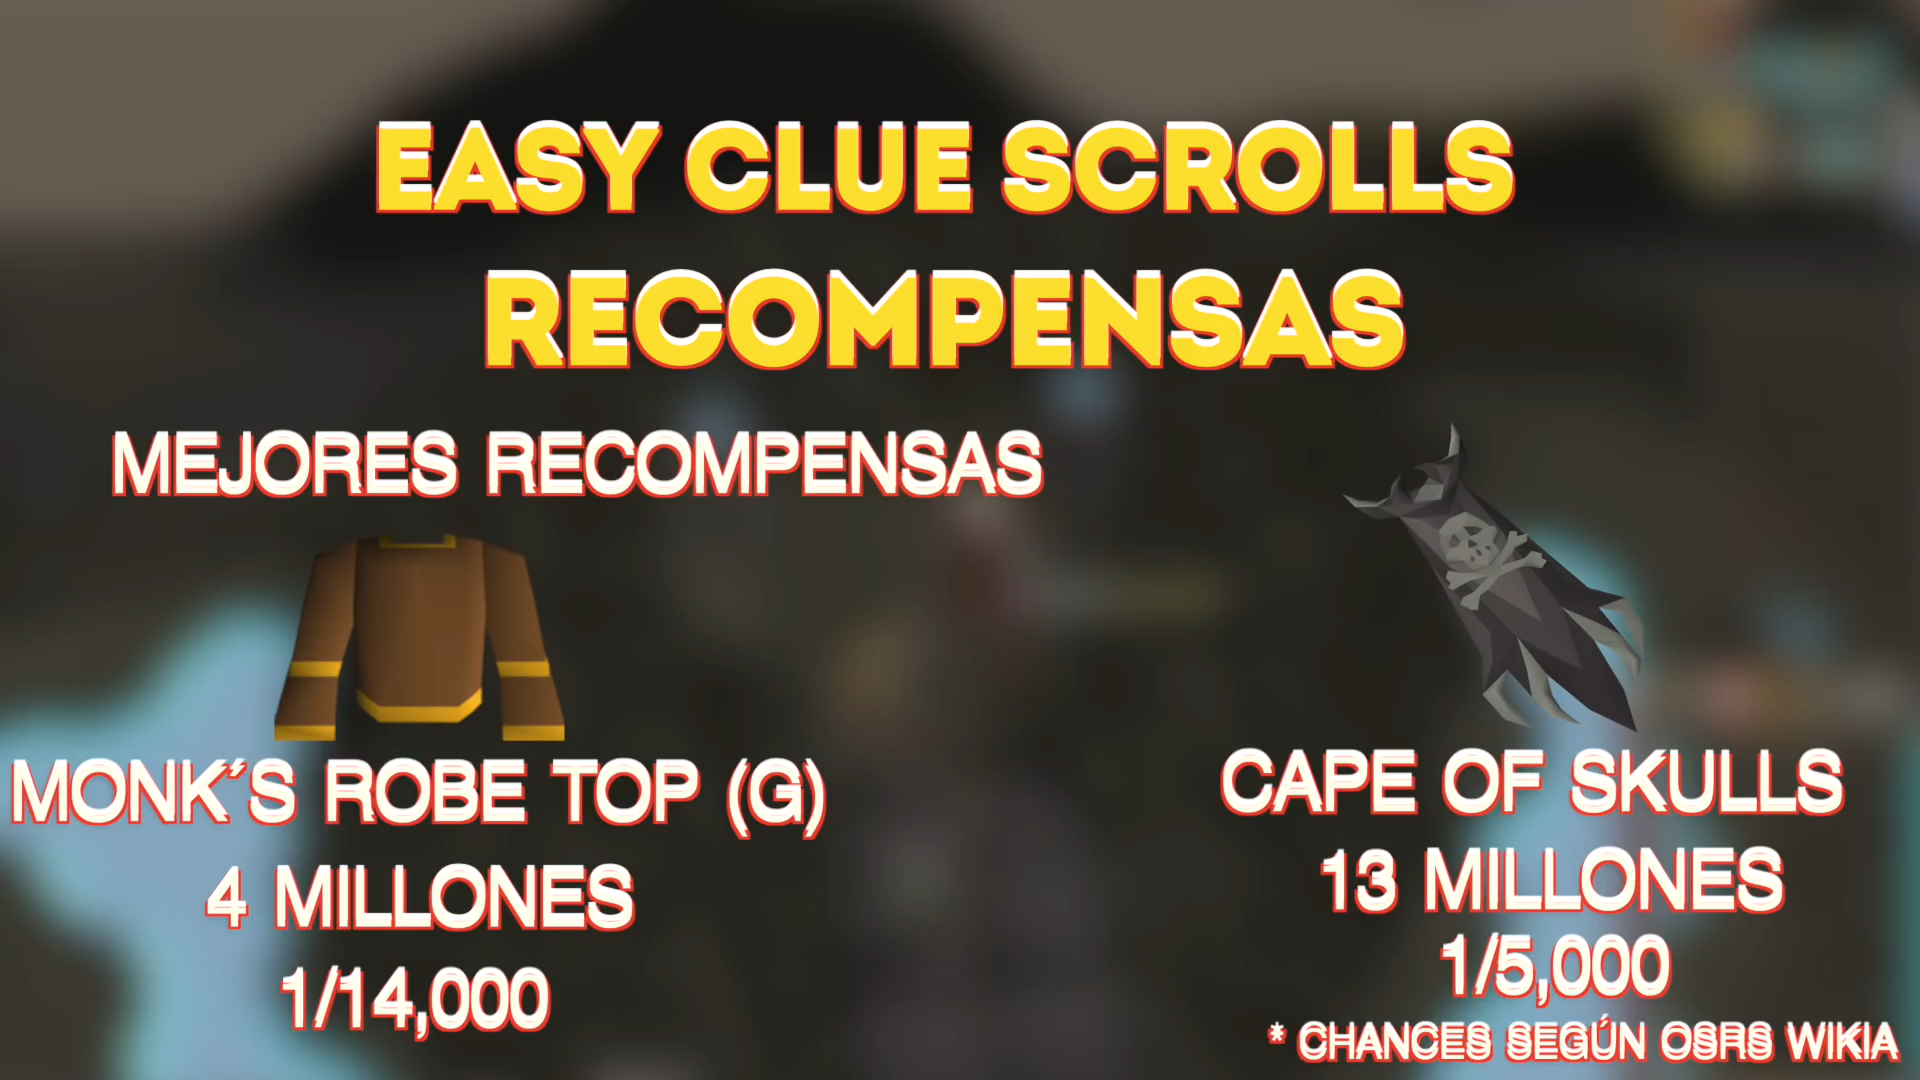 EASY CLUE SCROLLS
RECOMPENSAS
MEJORES RECOMPENSAS
MONK´S ROBE TOP (G)
4 MILLONES
1/14,000
CAPE OF SKULLS
13 MILLONES
1/5,000
* CHANCES SEGÚN OSRS WIKIA